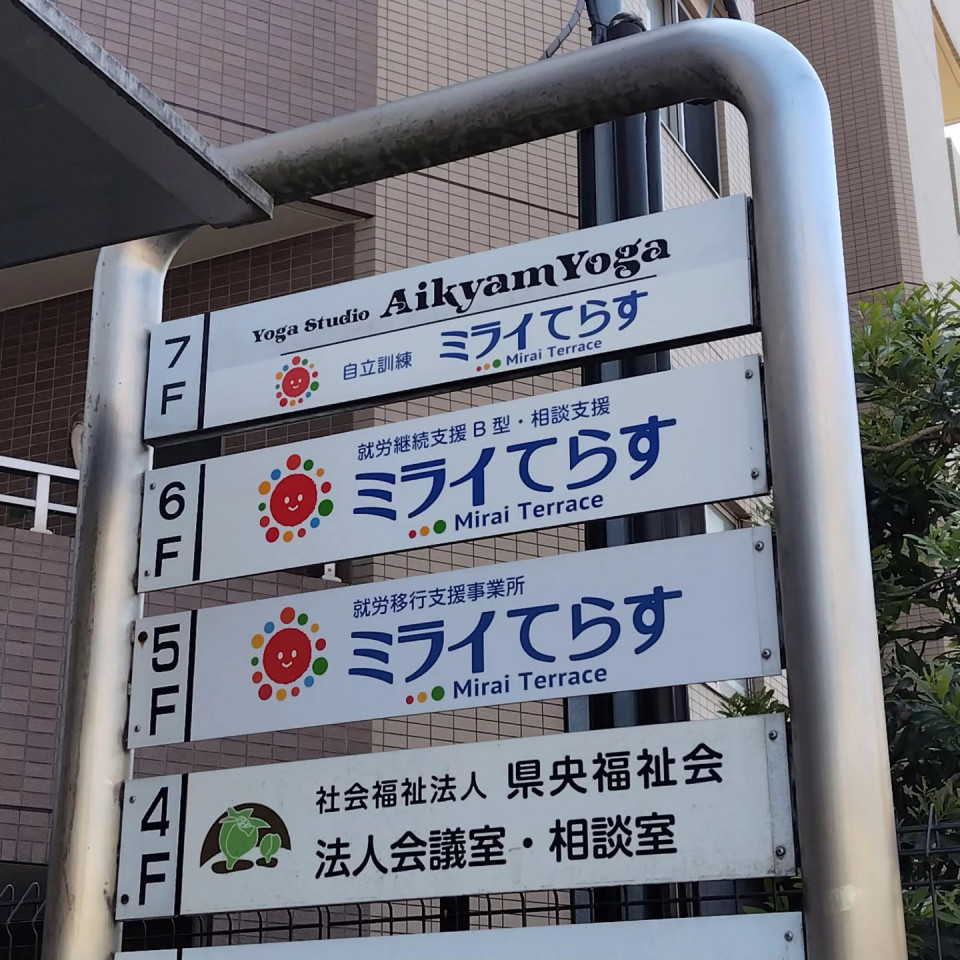 7F
Yoga Studio AikyamYoga
自立訓練 ミライてらす
Mirai Terrace
6F
就労継続支援B型・相談支援
ミライてらす
Mirai Terrace
5F
就労移行支援事業所
ミライてらす
Mirai Terrace
4F
社会福祉法人 県央福祉会
法人会議室・相談室